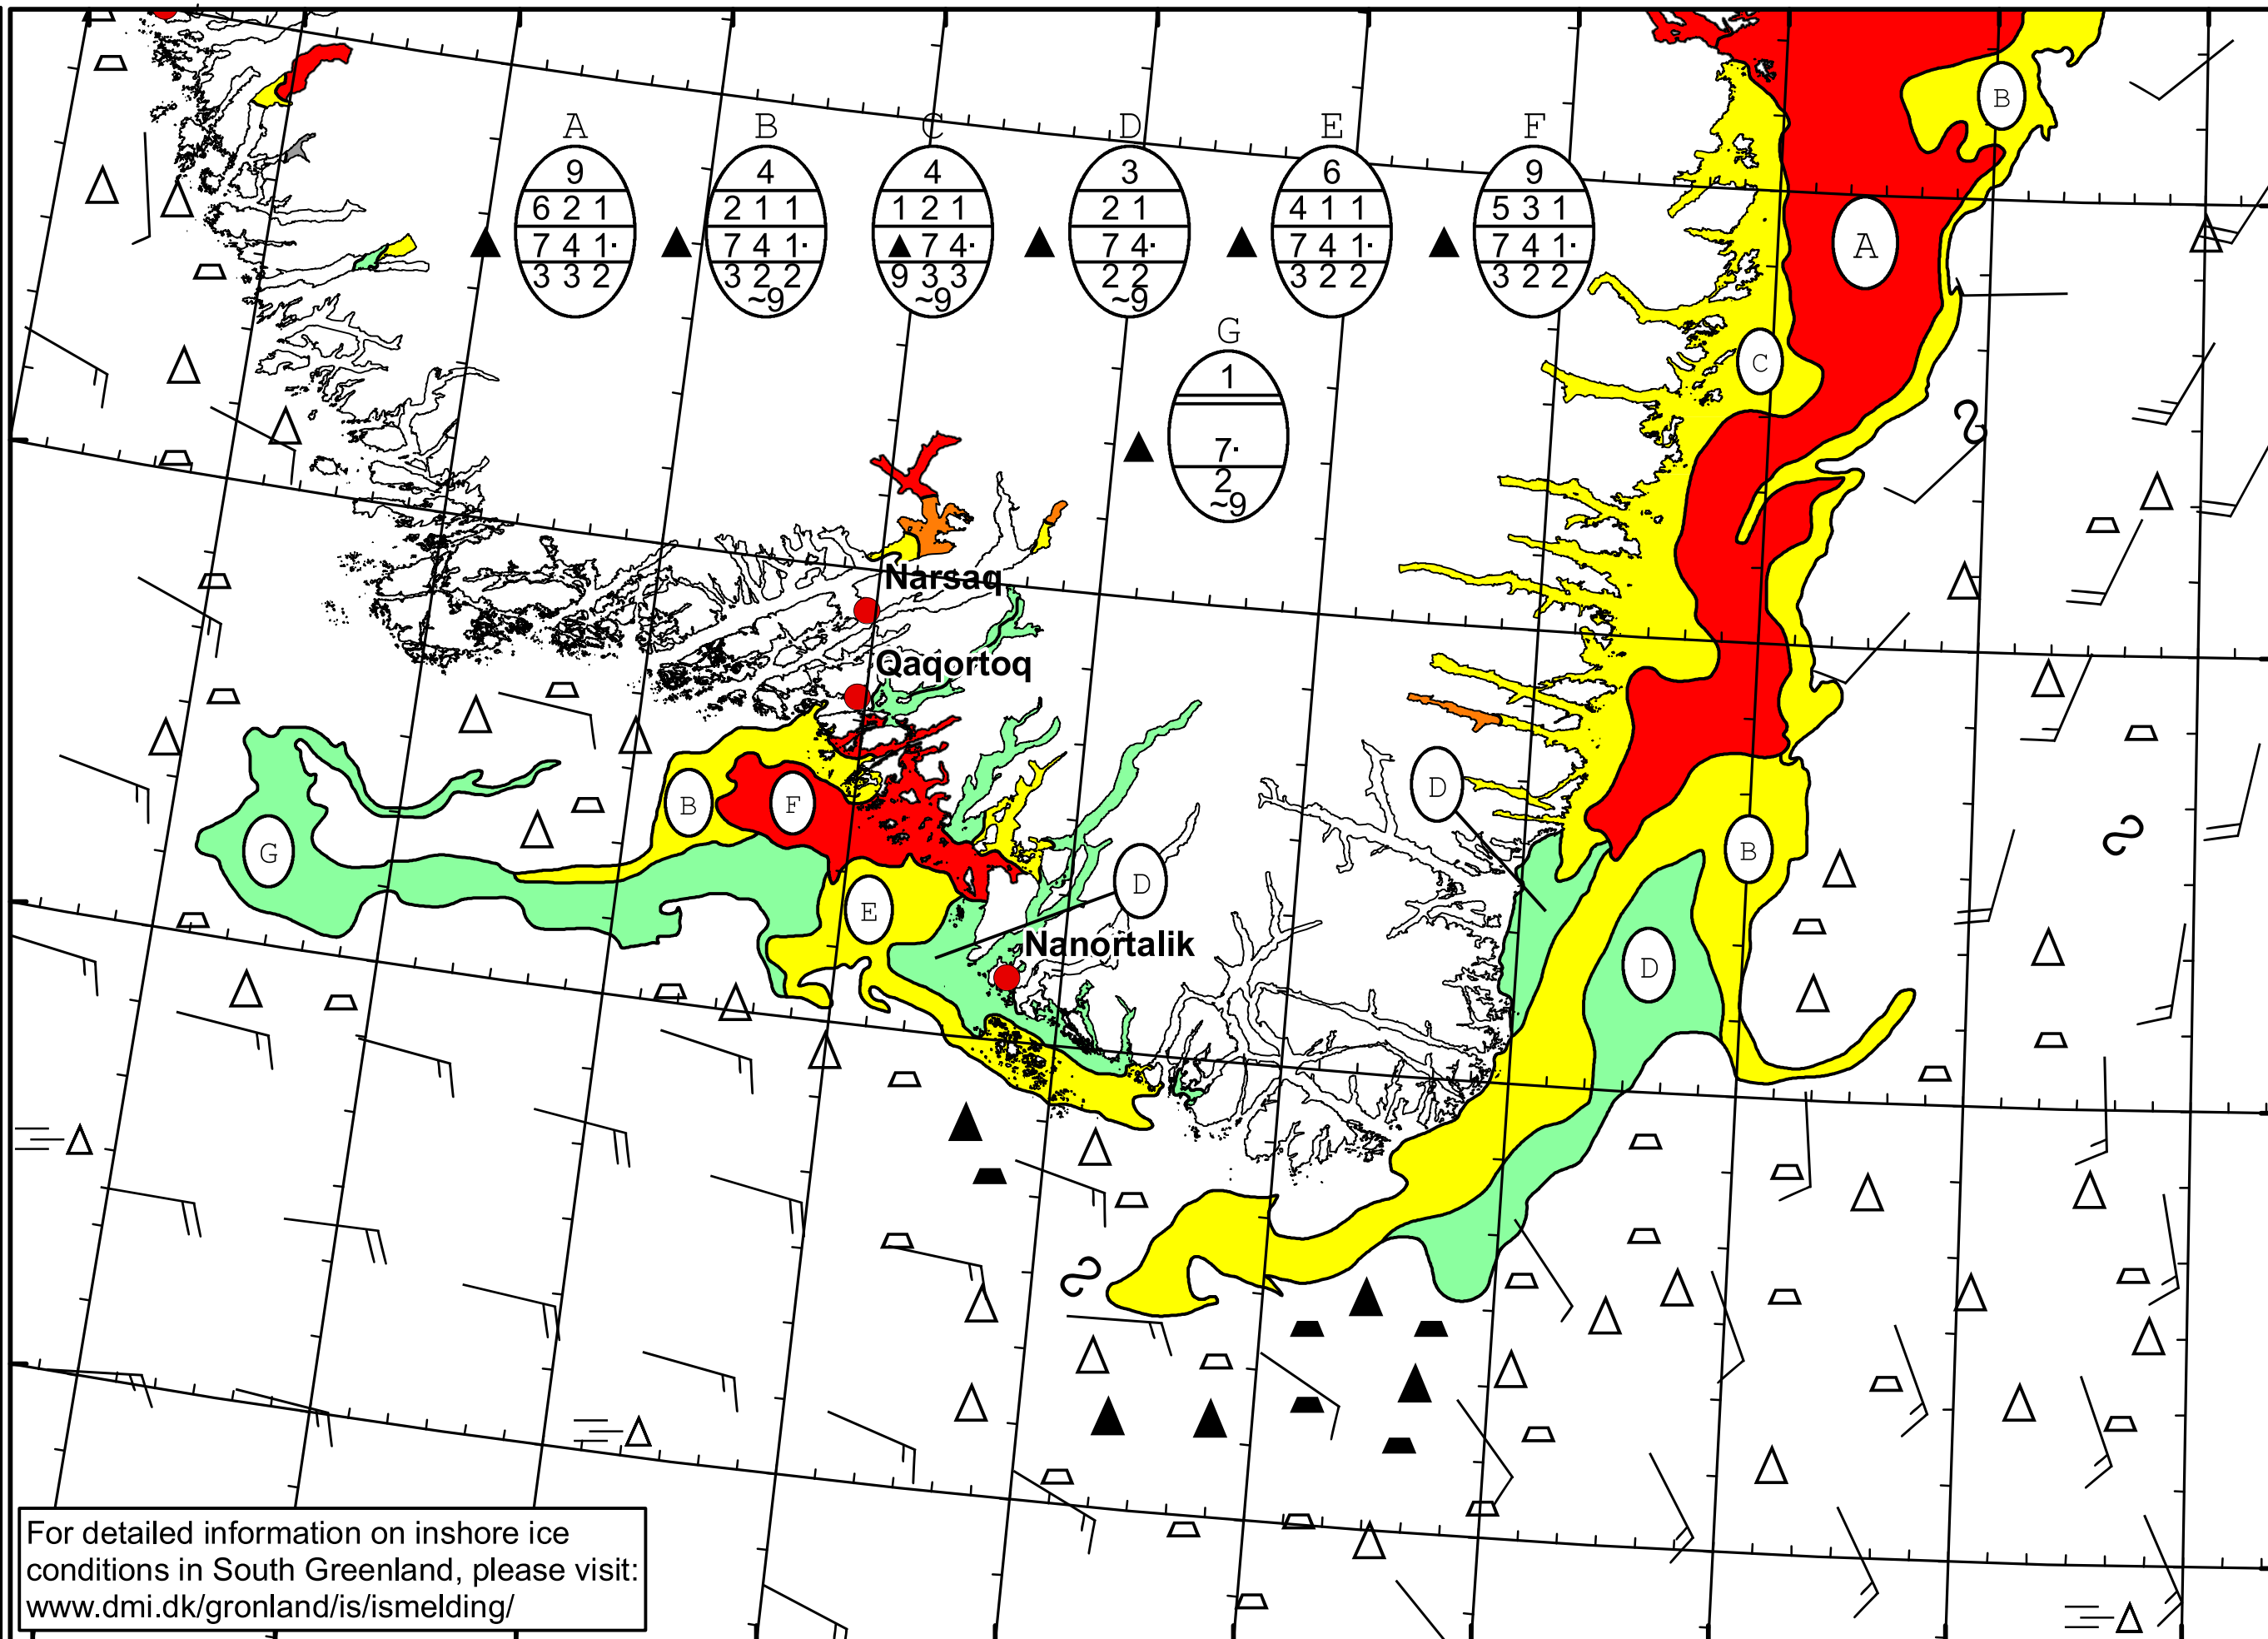 A B C D E F
9 4 4 3 6 9
6 2 1 2 1 1 1 2 1 2 1 4 1 1 5 3 1
7 4 1· 7 4 1· ▲ 7 4· 7 4· 7 4 1· 7 4 1·
3 3 2 3 2 2 9 3 3 2 2 3 2 2 3 2 2
~9 ~9 ~9
G
1
7·
2
~9
B
A
C
Narsaq
Qaqortoq
D
B
F
B
G
D
E
Nanortalik
D
For detailed information on inshore ice
conditions in South Greenland, please visit:
www.dmi.dk/gronland/is/ismelding/